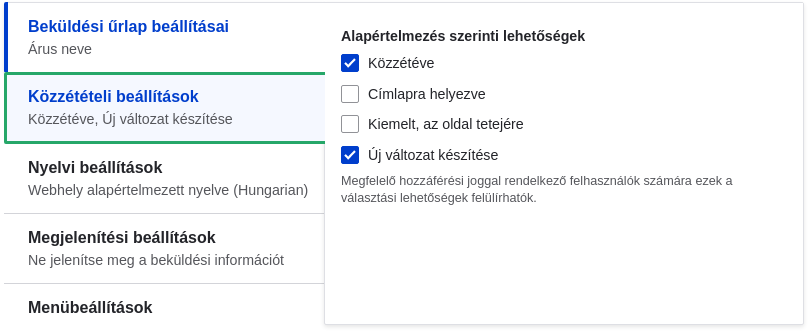 Beküldési űrlap beállításai
Árus neve
Közzétételi beállítások
Közzétéve, Új változat készítése
Nyelvi beállítások
Webhely alapértelmezett nyelve (Hungarian)
Megjelenítési beállítások
Ne jelenítse meg a beküldési információt
Menübeállítások
Alapértelmezés szerinti lehetőségek
Közzétéve
Címlapra helyezve
Kiemelt, az oldal tetejére
Új változat készítése
Megfelelő hozzáférési joggal rendelkező felhasználók számára ezek a
választási lehetőségek felülírhatók.